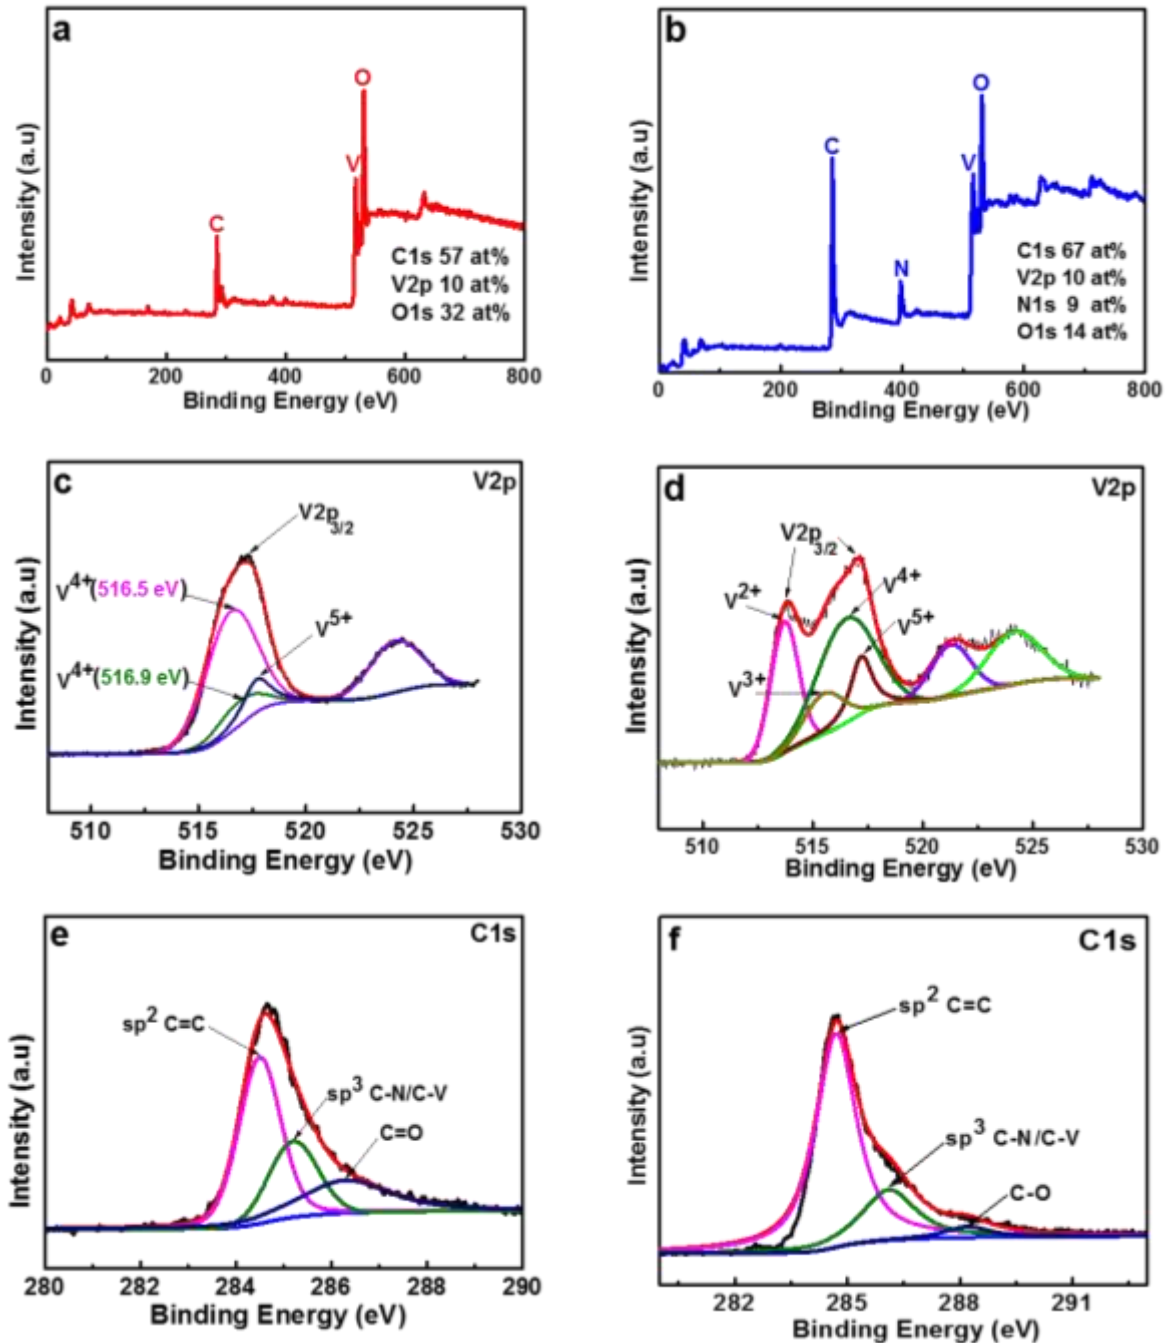 a
O
V
C
C1s 57 at%
V2p 10 at%
O1s 32 at%
Intensity (a.u)
0 200 400 600 800
Binding Energy (eV)
b
O
C
V
N
C1s 67 at%
V2p 10 at%
N1s 9 at%
O1s 14 at%
Intensity (a.u)
0 200 400 600 800
Binding Energy (eV)
c
V2p
V2p3/2
V4+(516.5 eV)
V5+
V4+(516.9 eV)
Intensity (a.u)
510 515 520 525 530
Binding Energy (eV)
d
V2p
V2p3/2
V4+
V2+
V5+
V3+
Intensity (a.u)
510 515 520 525 530
Binding Energy (eV)
e
C1s
sp2 C=C
sp3 C-N/C-V
C=O
Intensity (a.u)
280 282 284 286 288 290
Binding Energy (eV)
f
C1s
sp2 C=C
sp3 C-N/C-V
C-O
Intensity (a.u)
282 285 288 291
Binding Energy (eV)